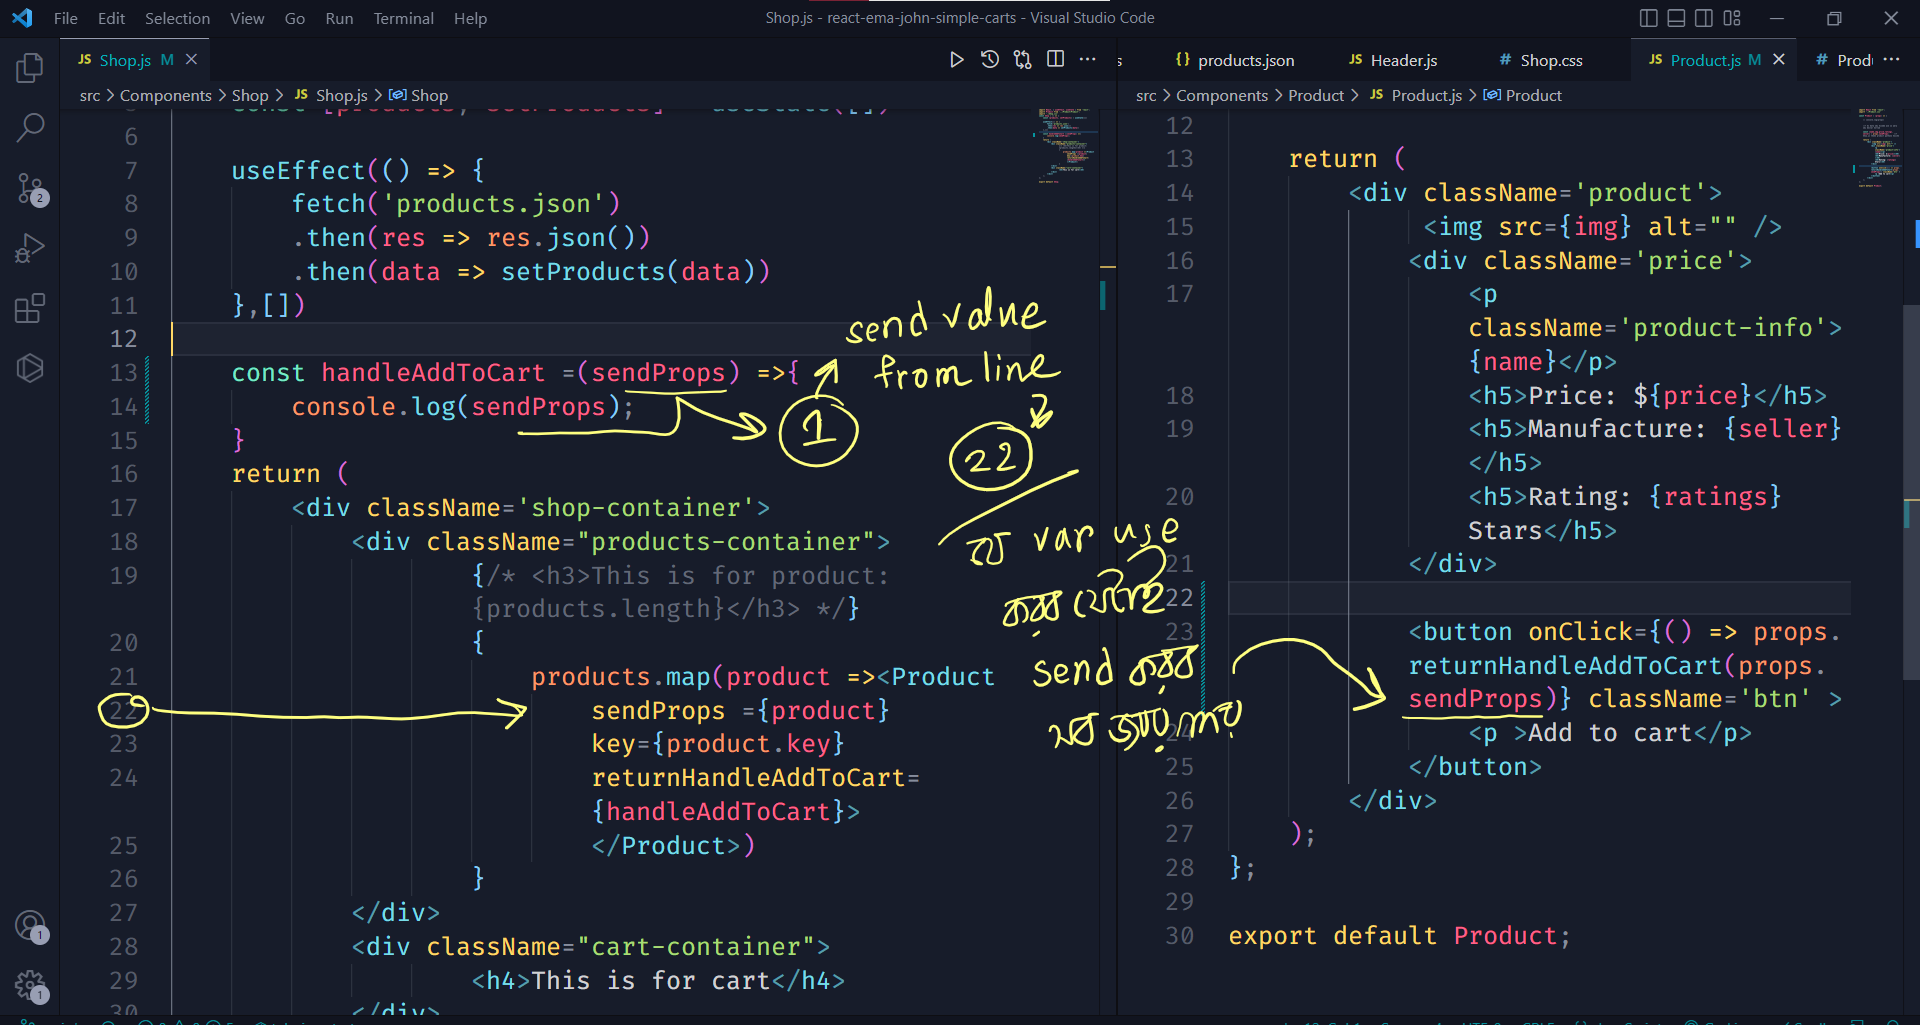 File Edit Selection View Go Run Terminal Help
Shop.js - react-ema-john-simple-carts - Visual Studio Code
JS Shop.js M
src > Components > Shop > JS Shop.js > Shop
6
7 useEffect(() => {
8 fetch('products.json')
9 .then(res => res.json())
10 .then(data => setProducts(data))
11 },[])
12
13 const handleAddToCart =(sendProps) =>{
14 console.log(sendProps);
15 }
16 return (
17 <div className='shop-container'>
18 <div className="products-container">
19 {/* <h3>This is for product:
{products.length}</h3> */}
20 {
21 products.map(product =><Product
22 sendProps ={product}
23 key={product.key}
24 returnHandleAddToCart=
{handleAddToCart}>
25 </Product>)
26 }
27 </div>
28 <div className="cart-container">
29 <h4>This is for cart</h4>
30 </div>
send value
from line
1
22
var use
send
{} products.json JS Header.js # Shop.css JS Product.js M # Prod
src > Components > Product > JS Product.js > Product
12
13 return (
14 <div className='product'>
15 <img src={img} alt="" />
16 <div className='price'>
17 <p
className='product-info'>
{name}</p>
18 <h5>Price: ${price}</h5>
19 <h5>Manufacture: {seller}
</h5>
20 <h5>Rating: {ratings}
Stars</h5>
21 </div>
22
23 <button onClick={() => props.
returnHandleAddToCart(props.
sendProps)} className='btn' >
24 <p >Add to cart</p>
25 </button>
26 </div>
27 );
28 };
29
30 export default Product;
2
1
1